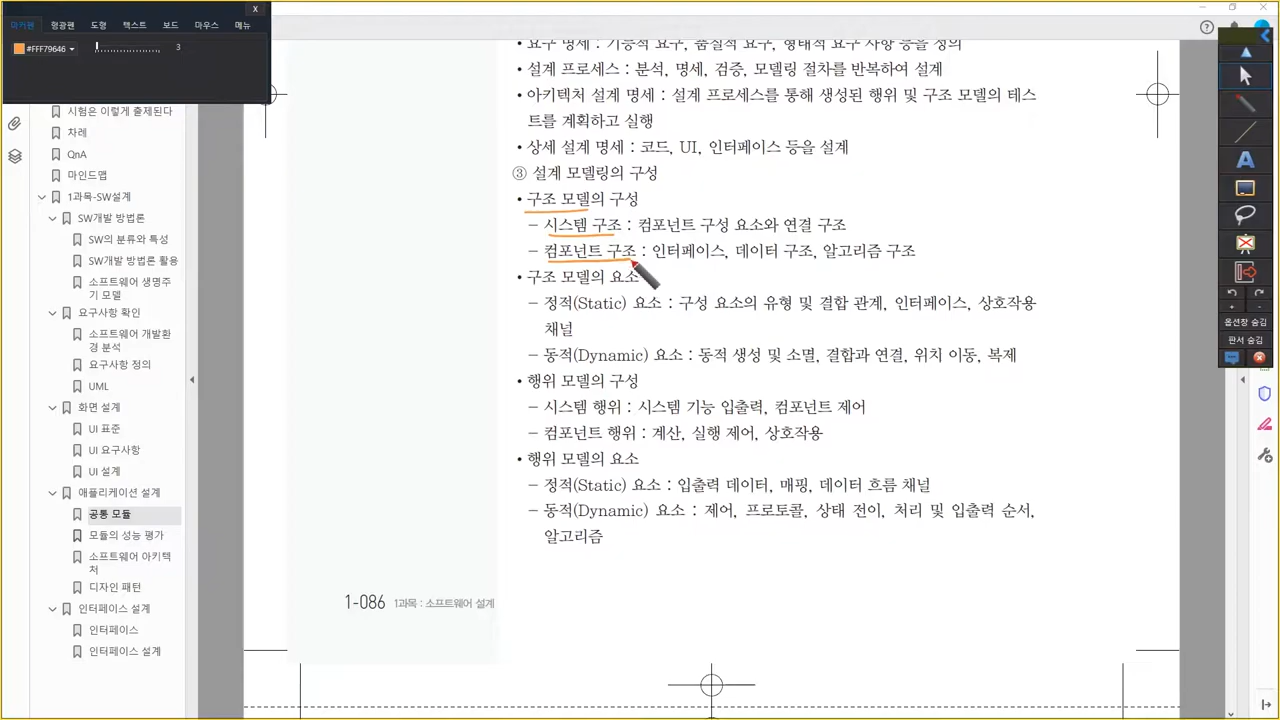 X
마커펜 형광펜 도형 텍스트 보드 마우스 메뉴
#FFF79646 3
시험은 이렇게 출제된다
차례
QnA
마인드맵
1과목-SW설계
SW개발 방법론
SW의 분류와 특성
SW개발 방법론 활용
소프트웨어 생명주
기 모델
요구사항 확인
소프트웨어 개발환
경 분석
요구사항 정의
UML
화면 설계
UI 표준
UI 요구사항
UI 설계
애플리케이션 설계
공통 모듈
모듈의 성능 평가
소프트웨어 아키텍
처
디자인 패턴
인터페이스 설계
인터페이스
인터페이스 설계
• 요구 명세 : 기능적 요구, 품질적 요구, 형태적 요구 사항 등을 정의
• 설계 프로세스 : 분석, 명세, 검증, 모델링 절차를 반복하여 설계
• 아키텍처 설계 명세 : 설계 프로세스를 통해 생성된 행위 및 구조 모델의 테스
트를 계획하고 실행
• 상세 설계 명세 : 코드, UI, 인터페이스 등을 설계
③ 설계 모델링의 구성
• 구조 모델의 구성
– 시스템 구조 : 컴포넌트 구성 요소와 연결 구조
– 컴포넌트 구조 : 인터페이스, 데이터 구조, 알고리즘 구조
• 구조 모델의 요소
– 정적(Static) 요소 : 구성 요소의 유형 및 결합 관계, 인터페이스, 상호작용
채널
– 동적(Dynamic) 요소 : 동적 생성 및 소멸, 결합과 연결, 위치 이동, 복제
• 행위 모델의 구성
– 시스템 행위 : 시스템 기능 입출력, 컴포넌트 제어
– 컴포넌트 행위 : 계산, 실행 제어, 상호작용
• 행위 모델의 요소
– 정적(Static) 요소 : 입출력 데이터, 매핑, 데이터 흐름 채널
– 동적(Dynamic) 요소 : 제어, 프로토콜, 상태 전이, 처리 및 입출력 순서,
알고리즘
1-086 1과목 : 소프트웨어 설계
A
옵션장 숨김
판서 숨김